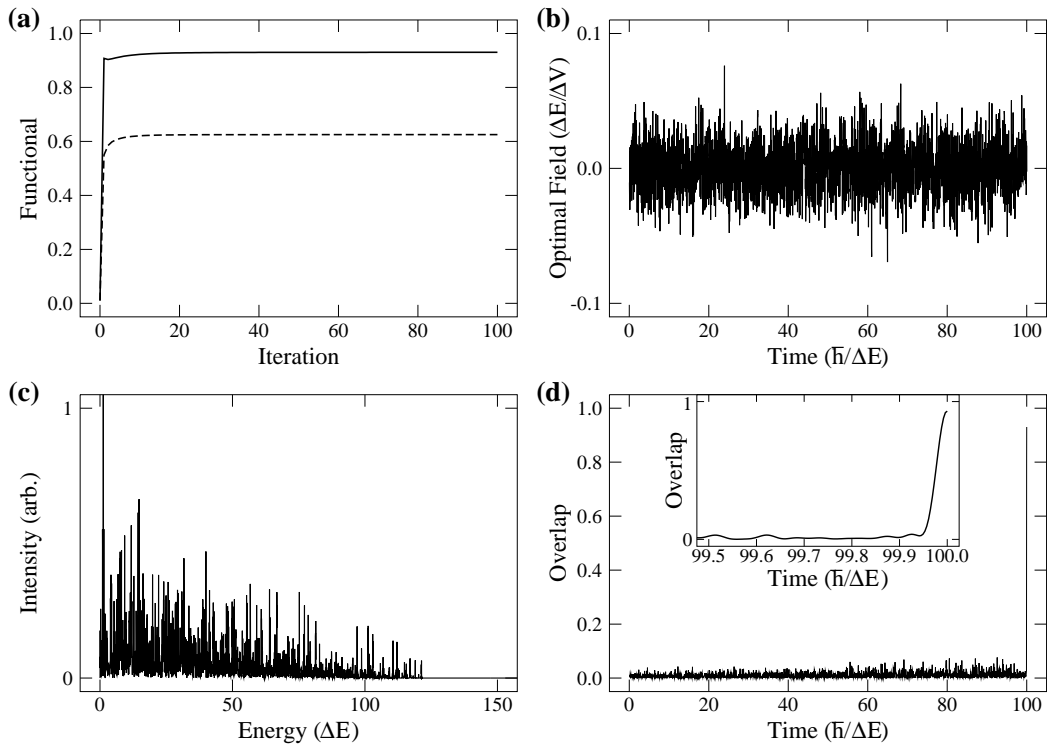 (a)
1.0
0.8
0.6
0.4
0.2
0.0
Functional
0 20 40 60 80 100
Iteration
(b)
0.1
0.0
-0.1
Optimal Field (ΔE/ΔV)
0 20 40 60 80 100
Time (ħ/ΔE)
(c)
1
0
Intensity (arb.)
0 50 100 150
Energy (ΔE)
(d)
1.0
0.8
0.6
0.4
0.2
0.0
Overlap
0 20 40 60 80 100
Time (ħ/ΔE)
1
0
Overlap
99.5 99.6 99.7 99.8 99.9 100.0
Time (ħ/ΔE)